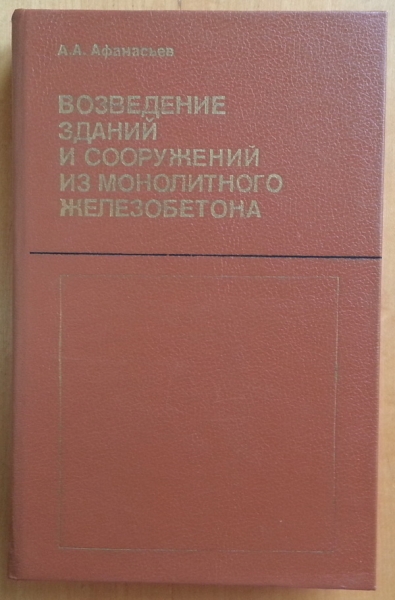 А.А. Афанасьев
ВОЗВЕДЕНИЕ
ЗДАНИЙ
И СООРУЖЕНИЙ
ИЗ МОНОЛИТНОГО
ЖЕЛЕЗОБЕТОНА